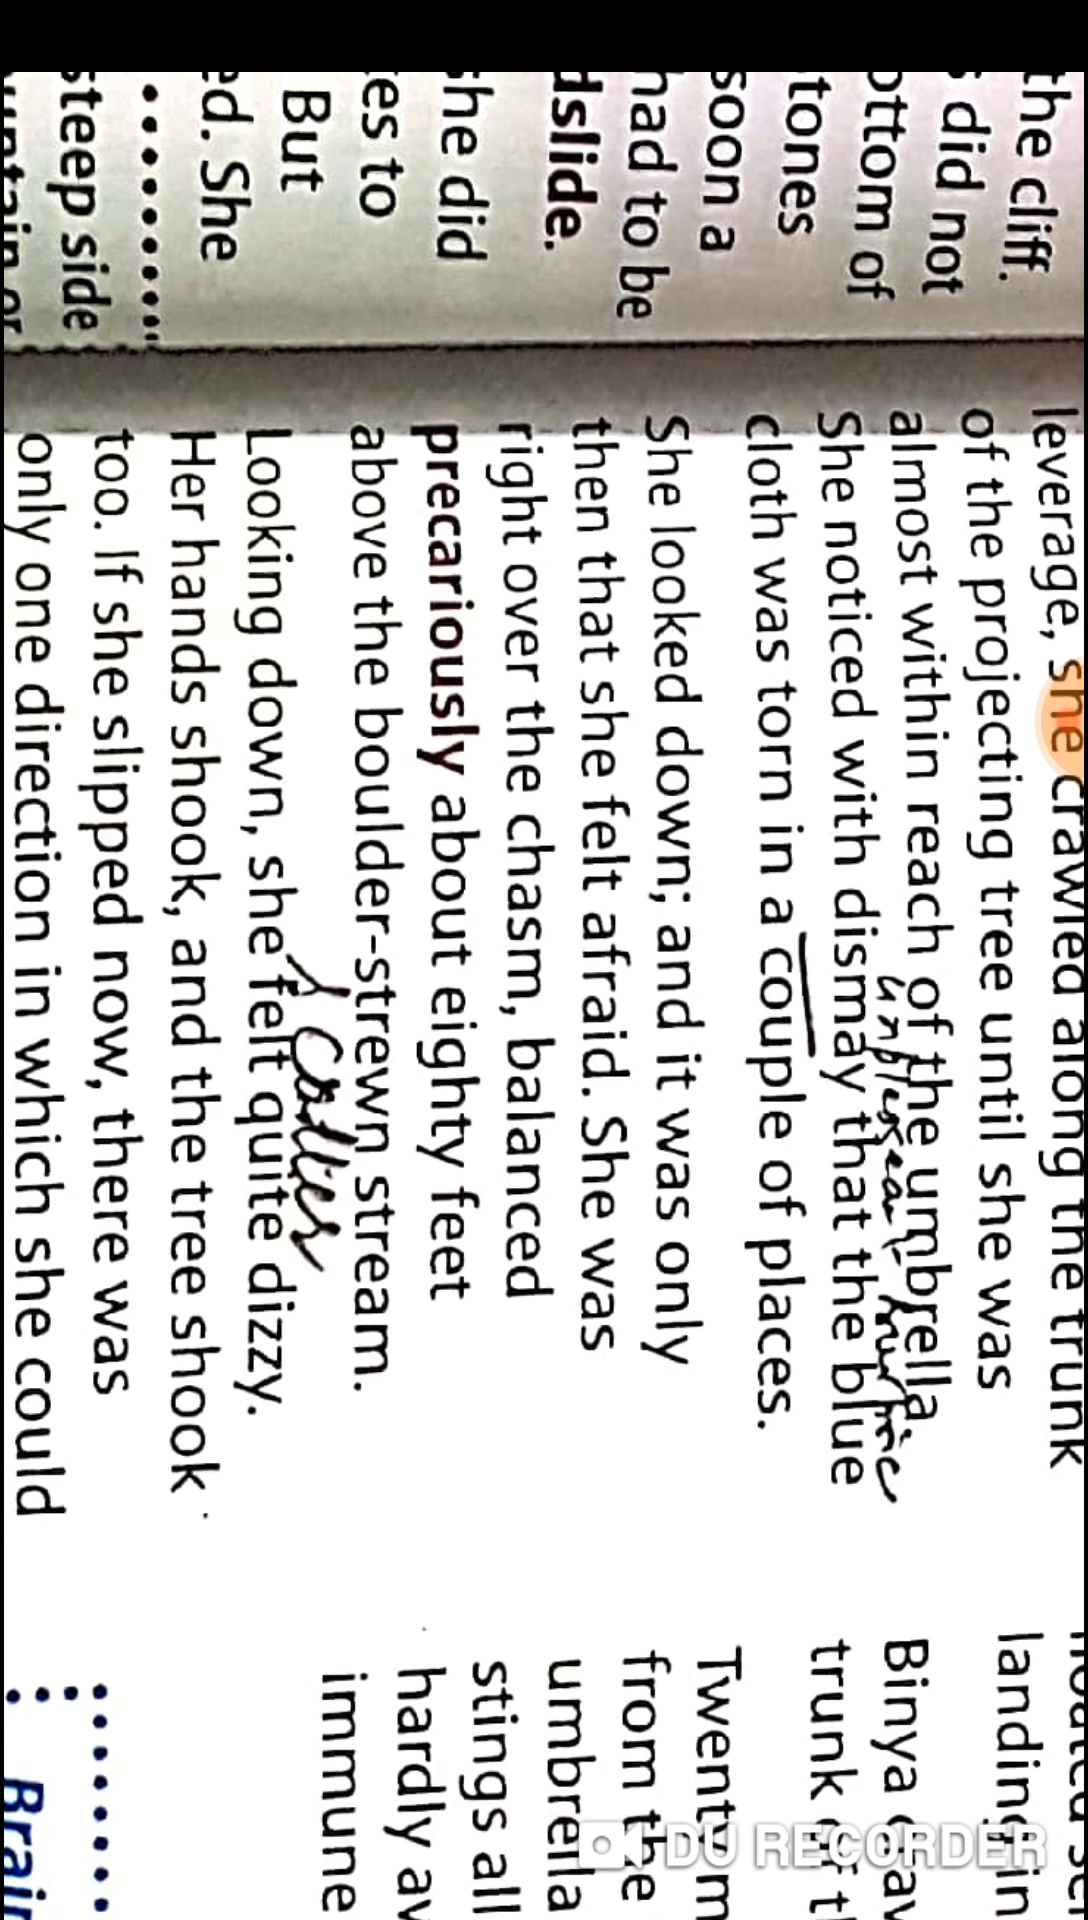 the cliff.
did not
ottom of
tones
soon a
had to be
dslide.
she did
es to
But
ed. She
steep side
leverage, she crawled along the trunk
of the projecting tree until she was
almost within reach of the umbrella
unpleseant
She noticed with dismay that the blue
cloth was torn in a couple of places.
She looked down; and it was only
then that she felt afraid. She was
right over the chasm, balanced
precariously about eighty feet
above the boulder-strewn stream.
Looking down, she felt quite dizzy.
Her hands shook, and the tree shook
too. If she slipped now, there was
only one direction in which she could
landing in
Binya
trunk of
Twenty m
from the
umbrella
stings all
hardly
immune
DU RECORDER